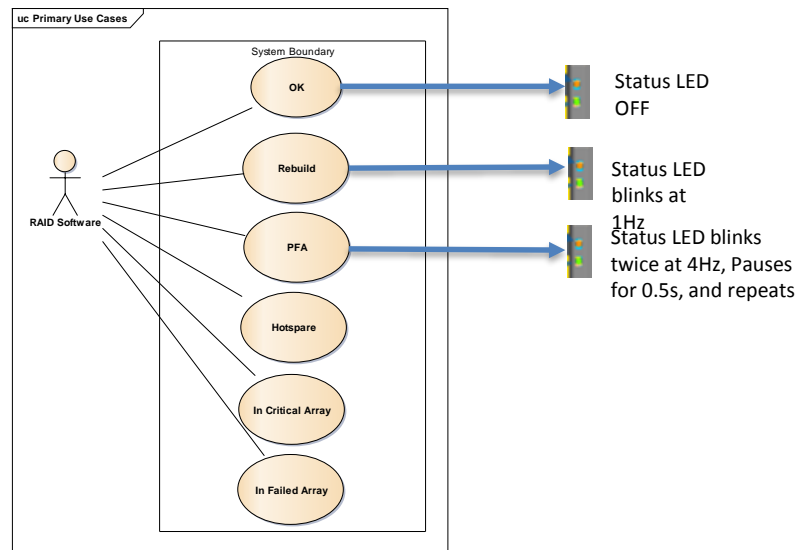 uc Primary Use Cases
System Boundary
OK
Status LED
OFF
Rebuild
Status LED
blinks at
1Hz
RAID Software
PFA
Status LED blinks
twice at 4Hz, Pauses
for 0.5s, and repeats
Hotspare
In Critical Array
In Failed Array